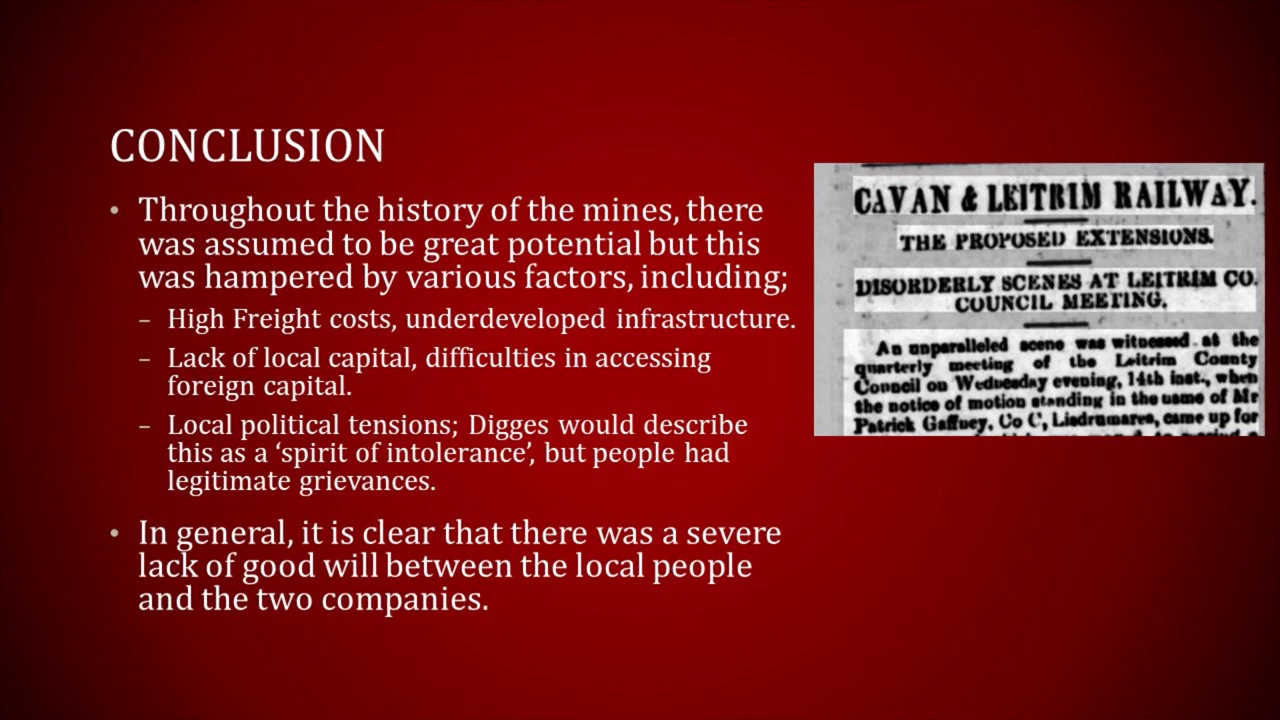 CONCLUSION
• Throughout the history of the mines, there
was assumed to be great potential but this
was hampered by various factors, including;
– High Freight costs, underdeveloped infrastructure.
– Lack of local capital, difficulties in accessing
foreign capital.
– Local political tensions; Digges would describe
this as a ‘spirit of intolerance’, but people had
legitimate grievances.
• In general, it is clear that there was a severe
lack of good will between the local people
and the two companies.
CAVAN & LEITRIM RAILWAY.
THE PROPOSED EXTENSIONS.
DISORDERLY SCENES AT LEITRIM CO.
COUNCIL MEETING.
An unparalleled scene was witnessed at the
quarterly meeting of the Leitrim County
Council on Wednesday evening, 14th inst., when
the notice of motion standing in the name of Mr
Patrick Gaffney, Co C, came up for